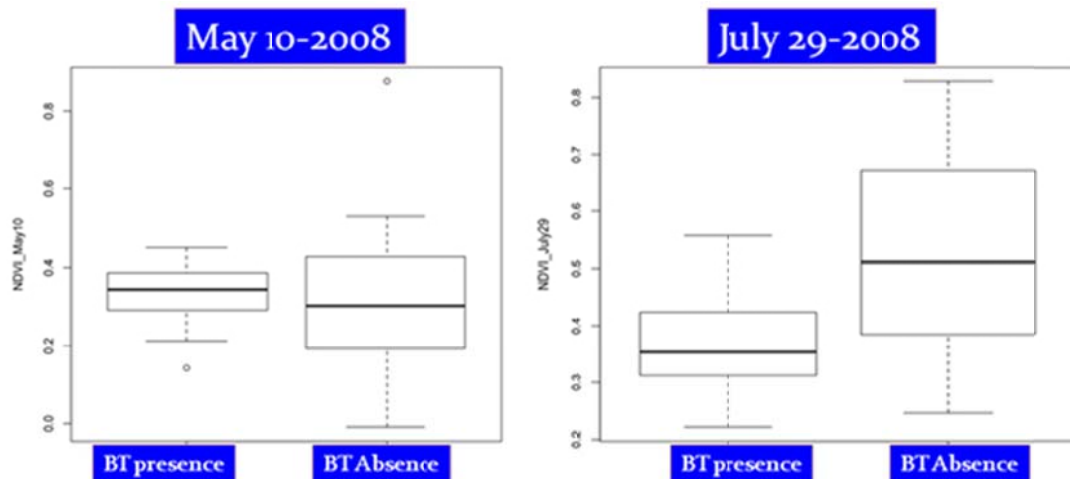 May 10-2008
July 29-2008
NDVI_May10
0.8
0.6
0.4
0.2
0.0
BT presence
BT Absence
NDVI_July29
0.8
0.7
0.6
0.5
0.4
0.3
0.2
BT presence
BT Absence